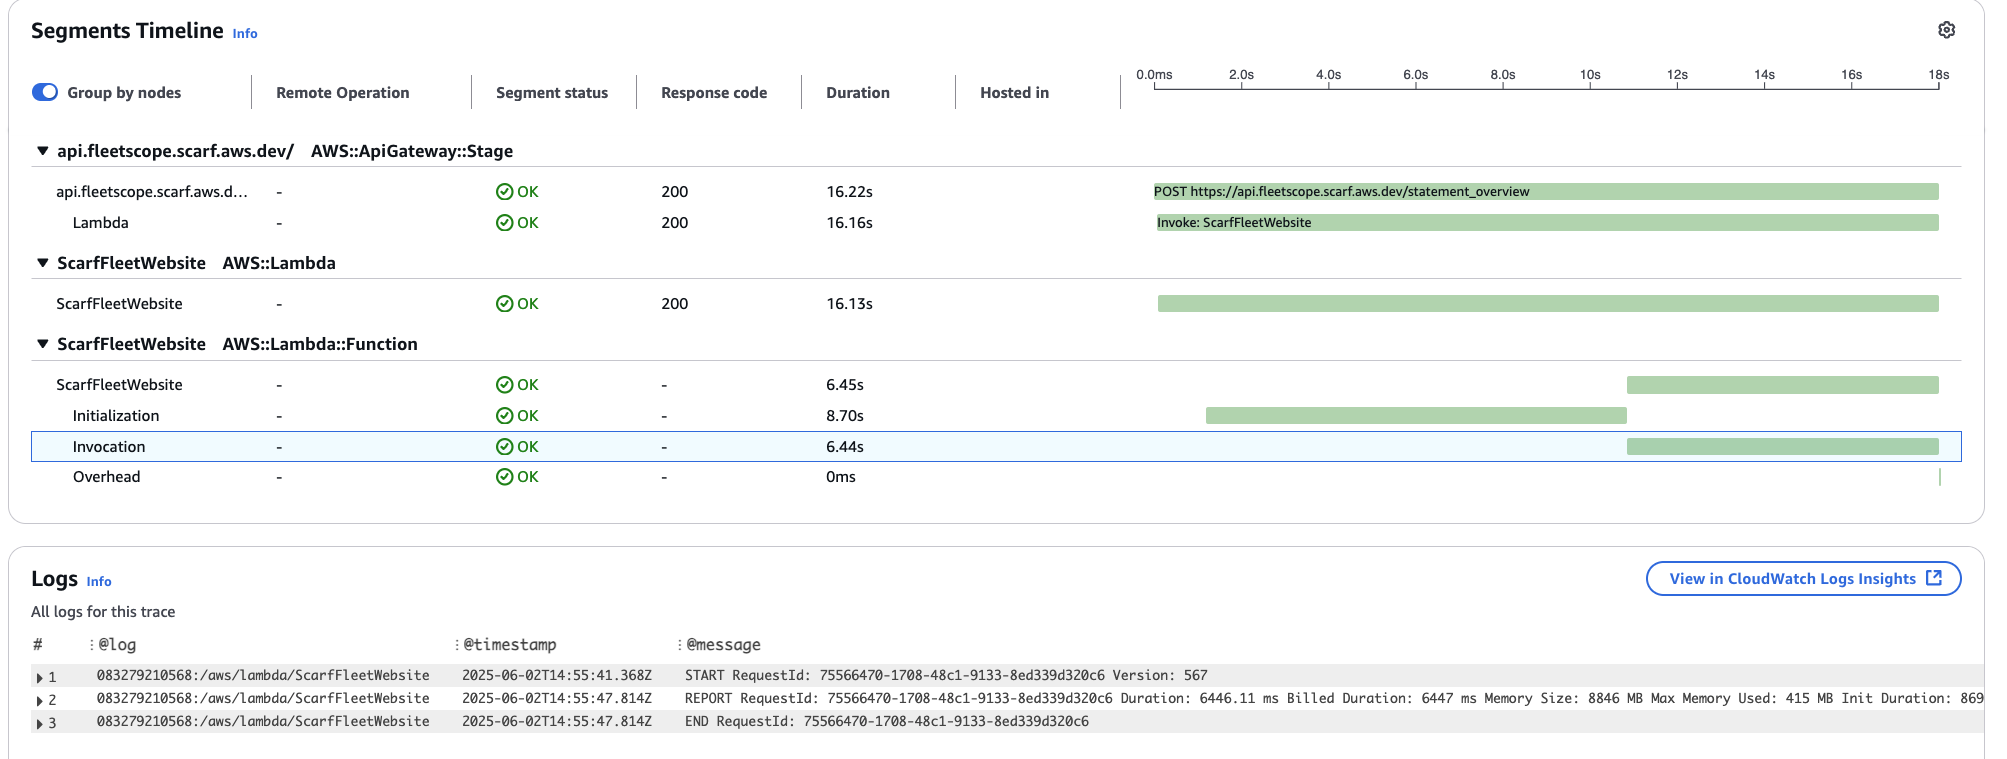 Segments Timeline Info
0.0ms 2.0s 4.0s 6.0s 8.0s 10s 12s 14s 16s 18s
Group by nodes Remote Operation Segment status Response code Duration Hosted in
api.fleetscope.scarf.aws.dev/ AWS::ApiGateway::Stage
api.fleetscope.scarf.aws.d... - OK 200 16.22s POST https://api.fleetscope.scarf.aws.dev/statement_overview
Lambda - OK 200 16.16s Invoke: ScarfFleetWebsite
ScarfFleetWebsite AWS::Lambda
ScarfFleetWebsite - OK 200 16.13s
ScarfFleetWebsite AWS::Lambda::Function
ScarfFleetWebsite - OK - 6.45s
Initialization - OK - 8.70s
Invocation - OK - 6.44s
Overhead - OK - 0ms
Logs Info View in CloudWatch Logs Insights
All logs for this trace
# @log @timestamp @message
1 083279210568:/aws/lambda/ScarfFleetWebsite 2025-06-02T14:55:41.368Z START RequestId: 75566470-1708-48c1-9133-8ed339d320c6 Version: 567
2 083279210568:/aws/lambda/ScarfFleetWebsite 2025-06-02T14:55:47.814Z REPORT RequestId: 75566470-1708-48c1-9133-8ed339d320c6 Duration: 6446.11 ms Billed Duration: 6447 ms Memory Size: 8846 MB Max Memory Used: 415 MB Init Duration: 869
3 083279210568:/aws/lambda/ScarfFleetWebsite 2025-06-02T14:55:47.814Z END RequestId: 75566470-1708-48c1-9133-8ed339d320c6